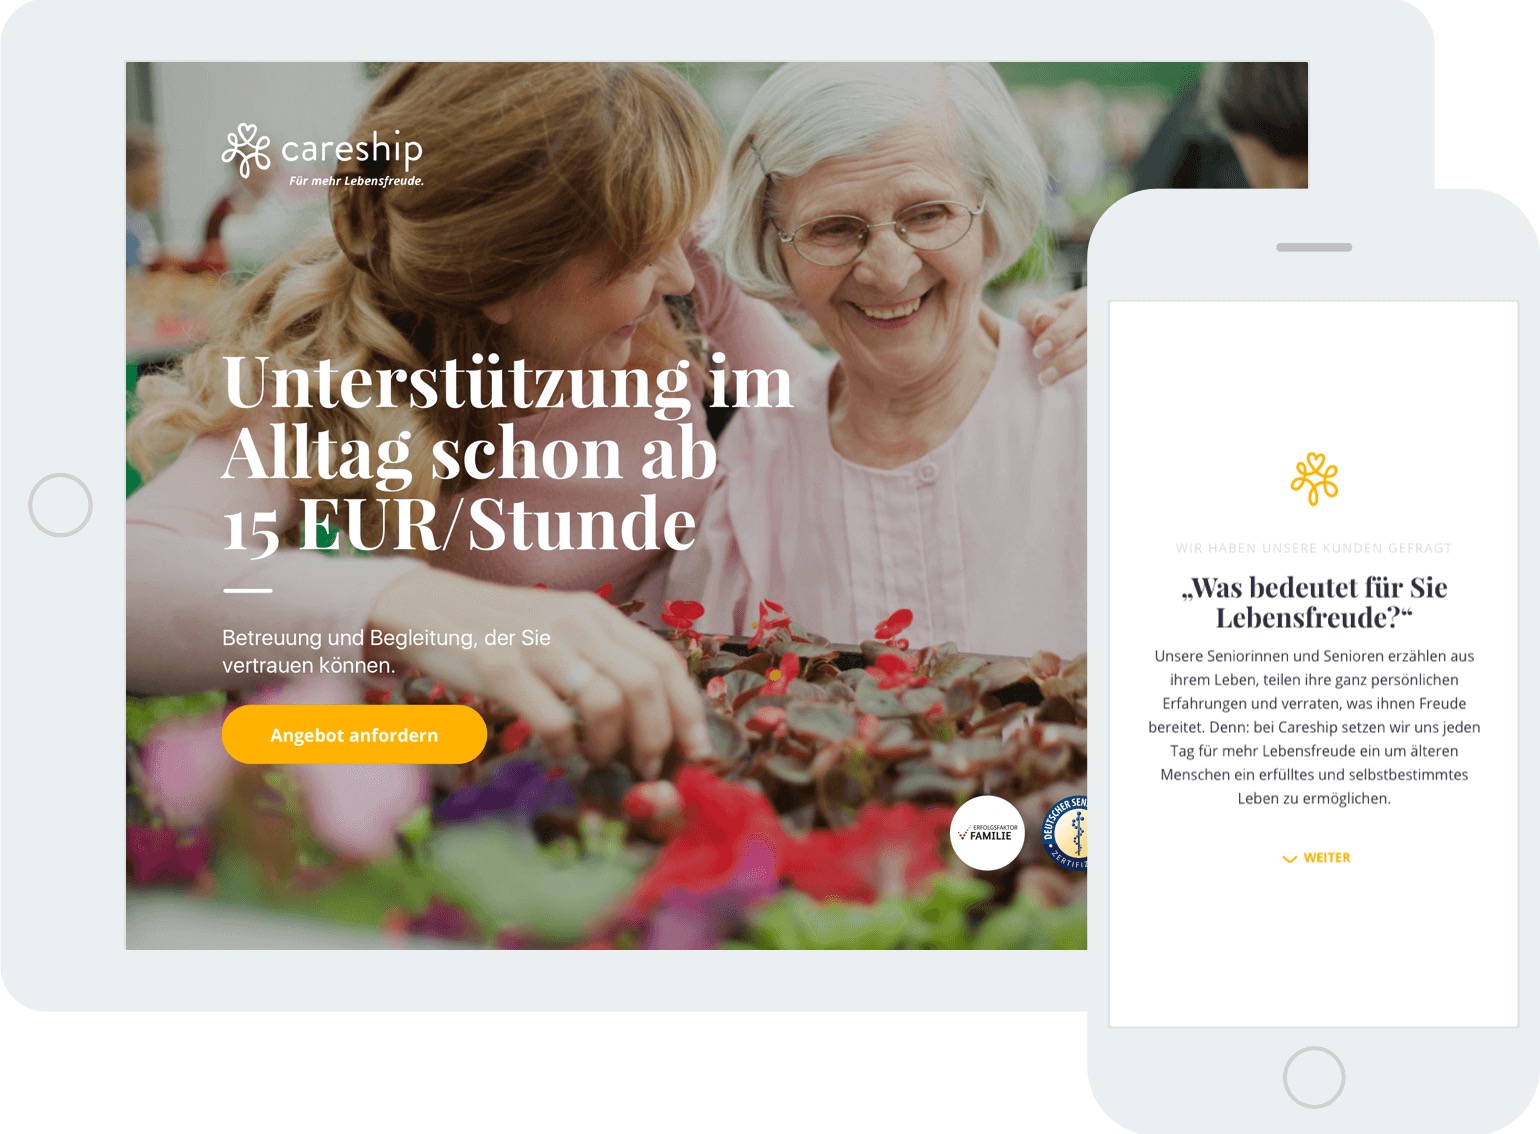 careship
Für mehr Lebensfreude.
Unterstützung im
Alltag schon ab
15 EUR/Stunde
Betreuung und Begleitung, der Sie
vertrauen können.
Angebot anfordern
ERFOLGSFAKTOR
FAMILIE
DEUTSCHER
WIR HABEN UNSERE KUNDEN GEFRAGT
„Was bedeutet für Sie
Lebensfreude?“
Unsere Seniorinnen und Senioren erzählen aus
ihrem Leben, teilen ihre ganz persönlichen
Erfahrungen und verraten, was ihnen Freude
bereitet. Denn: bei Careship setzen wir uns jeden
Tag für mehr Lebensfreude ein um älteren
Menschen ein erfülltes und selbstbestimmtes
Leben zu ermöglichen.
WEITER